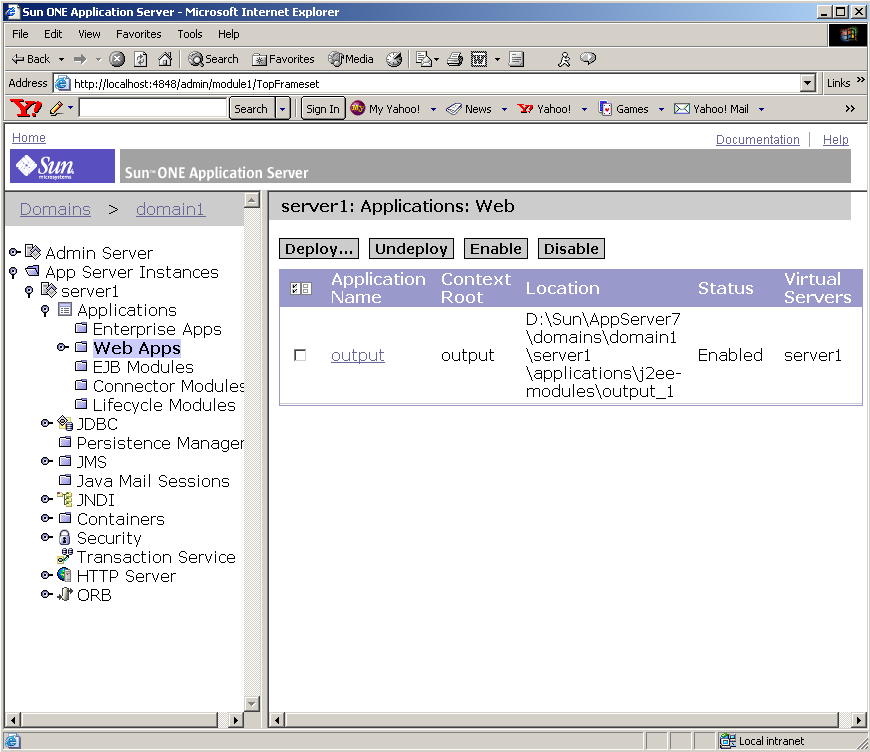 Sun ONE Application Server - Microsoft Internet Explorer
File Edit View Favorites Tools Help
Back Search Favorites Media
Address http://localhost:4848/admin/module1/TopFrameset Links »
Y! Search Sign In My Yahoo! News Yahoo! Games Yahoo! Mail »
Home Documentation | Help
Sun microsystems
Sun™ ONE Application Server
Domains > domain1
Admin Server
App Server Instances
server1
Applications
Enterprise Apps
Web Apps
EJB Modules
Connector Modules
Lifecycle Modules
JDBC
Persistence Manager
JMS
Java Mail Sessions
JNDI
Containers
Security
Transaction Service
HTTP Server
ORB
server1: Applications: Web
Deploy... Undeploy Enable Disable
Application Name
Context Root
Location
Status
Virtual Servers
output
output
D:\Sun\AppServer7
\domains\domain1
\server1
\applications\j2ee-
modules\output_1
Enabled
server1
Local intranet